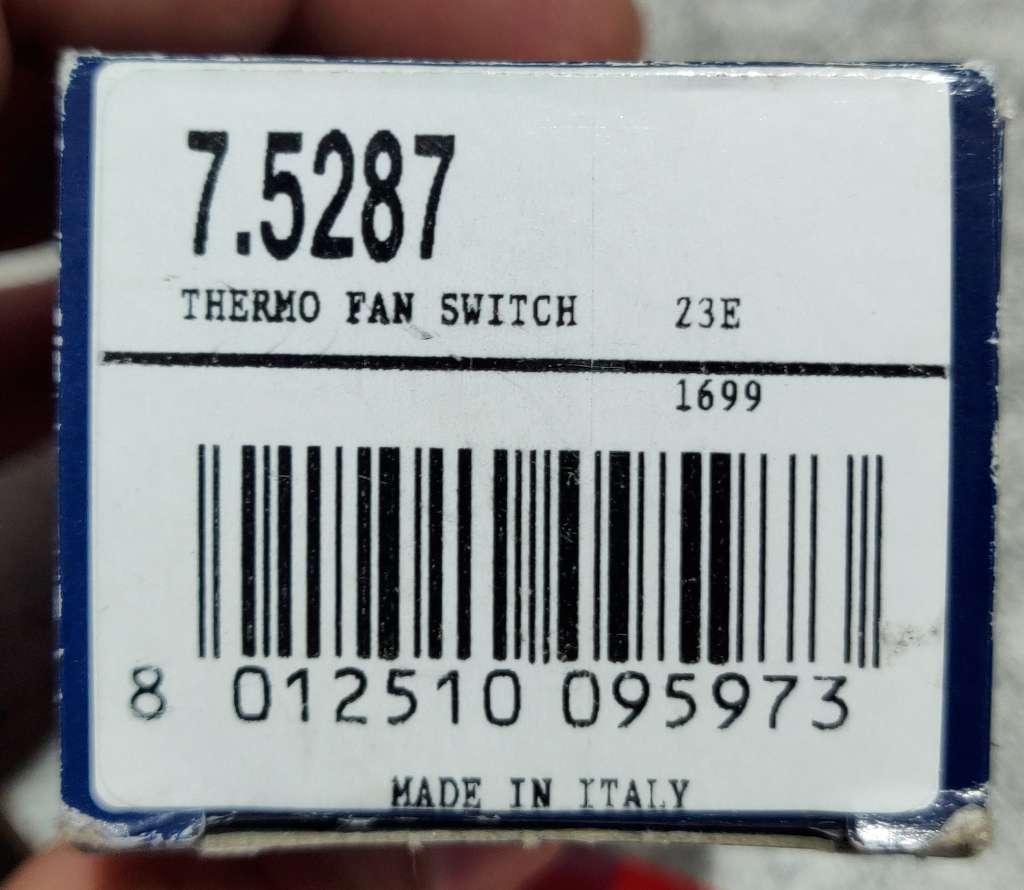 7.5287
THERMO FAN SWITCH 23E
1699
8 012510 095973
MADE IN ITALY